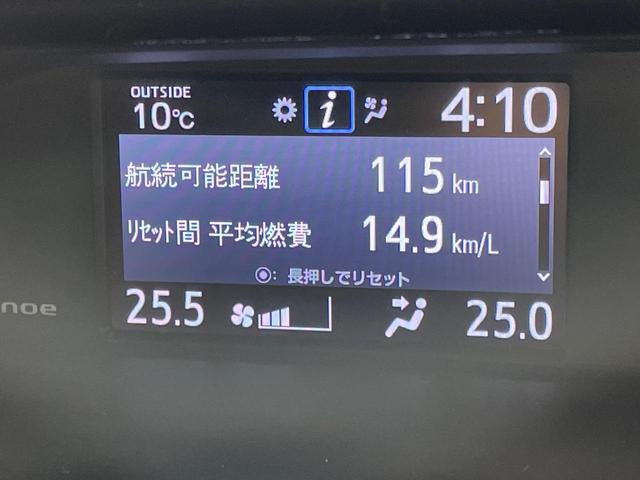 OUTSIDE
10℃
i
4:10
航続可能距離 115 km
リセット間 平均燃費 14.9 km/L
◉: 長押しでリセット
noe
25.5
25.0